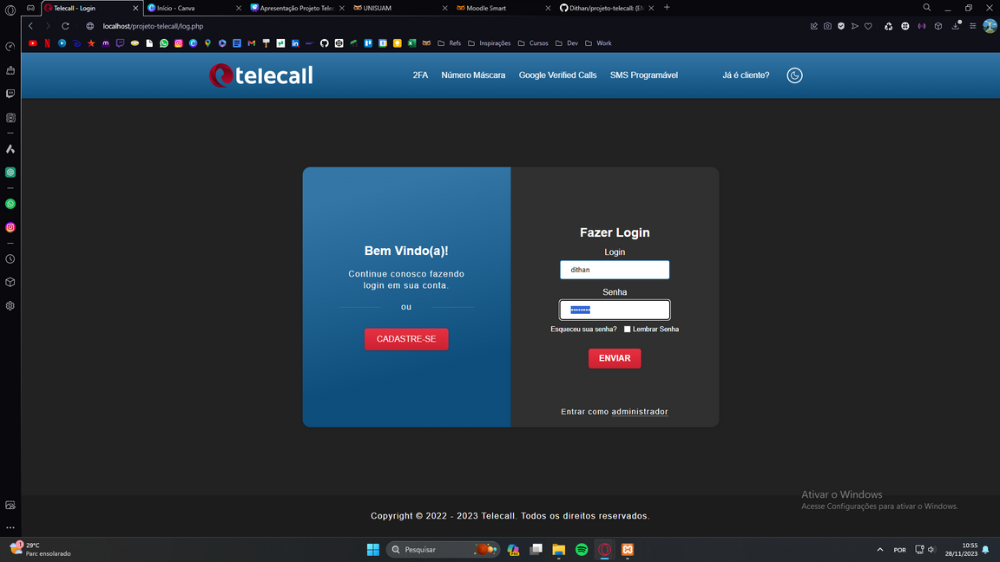 Telecall - Login
Início - Canva
Apresentação Projeto Telec
UNISUAM
Moodle Smart
Dithan/projeto-telecall: (EM
localhost/projeto-telecall/log.php
Refs
Inspirações
Cursos
Dev
Work
telecall
2FA
Número Máscara
Google Verified Calls
SMS Programável
Já é cliente?
Bem Vindo(a)!
Continue conosco fazendo
login em sua conta.
ou
CADASTRE-SE
Fazer Login
Login
dithan
Senha
••••••••
Esqueceu sua senha?
Lembrar Senha
ENVIAR
Entrar como administrador
Ativar o Windows
Acesse Configurações para ativar o Windows.
Copyright © 2022 - 2023 Telecall. Todos os direitos reservados.
1
29°C
Parc ensolarado
Pesquisar
POR
10:55
28/11/2023